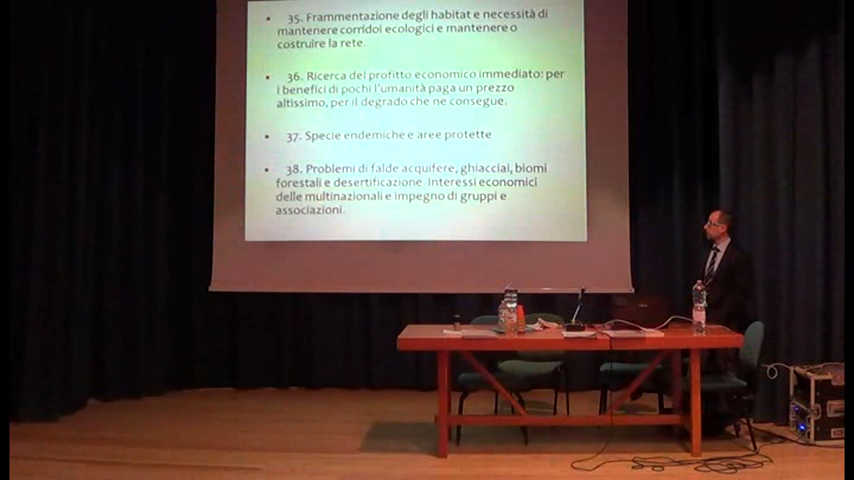 • 35. Frammentazione degli habitat e necessità di
mantenere corridoi ecologici e mantenere o
costruire la rete.
• 36. Ricerca del profitto economico immediato: per
i benefici di pochi l'umanità paga un prezzo
altissimo, per il degrado che ne consegue.
• 37. Specie endemiche e aree protette
• 38. Problemi di falde acquifere, ghiacciai, biomi
forestali e desertificazione. Interessi economici
delle multinazionali e impegno di gruppi e
associazioni.